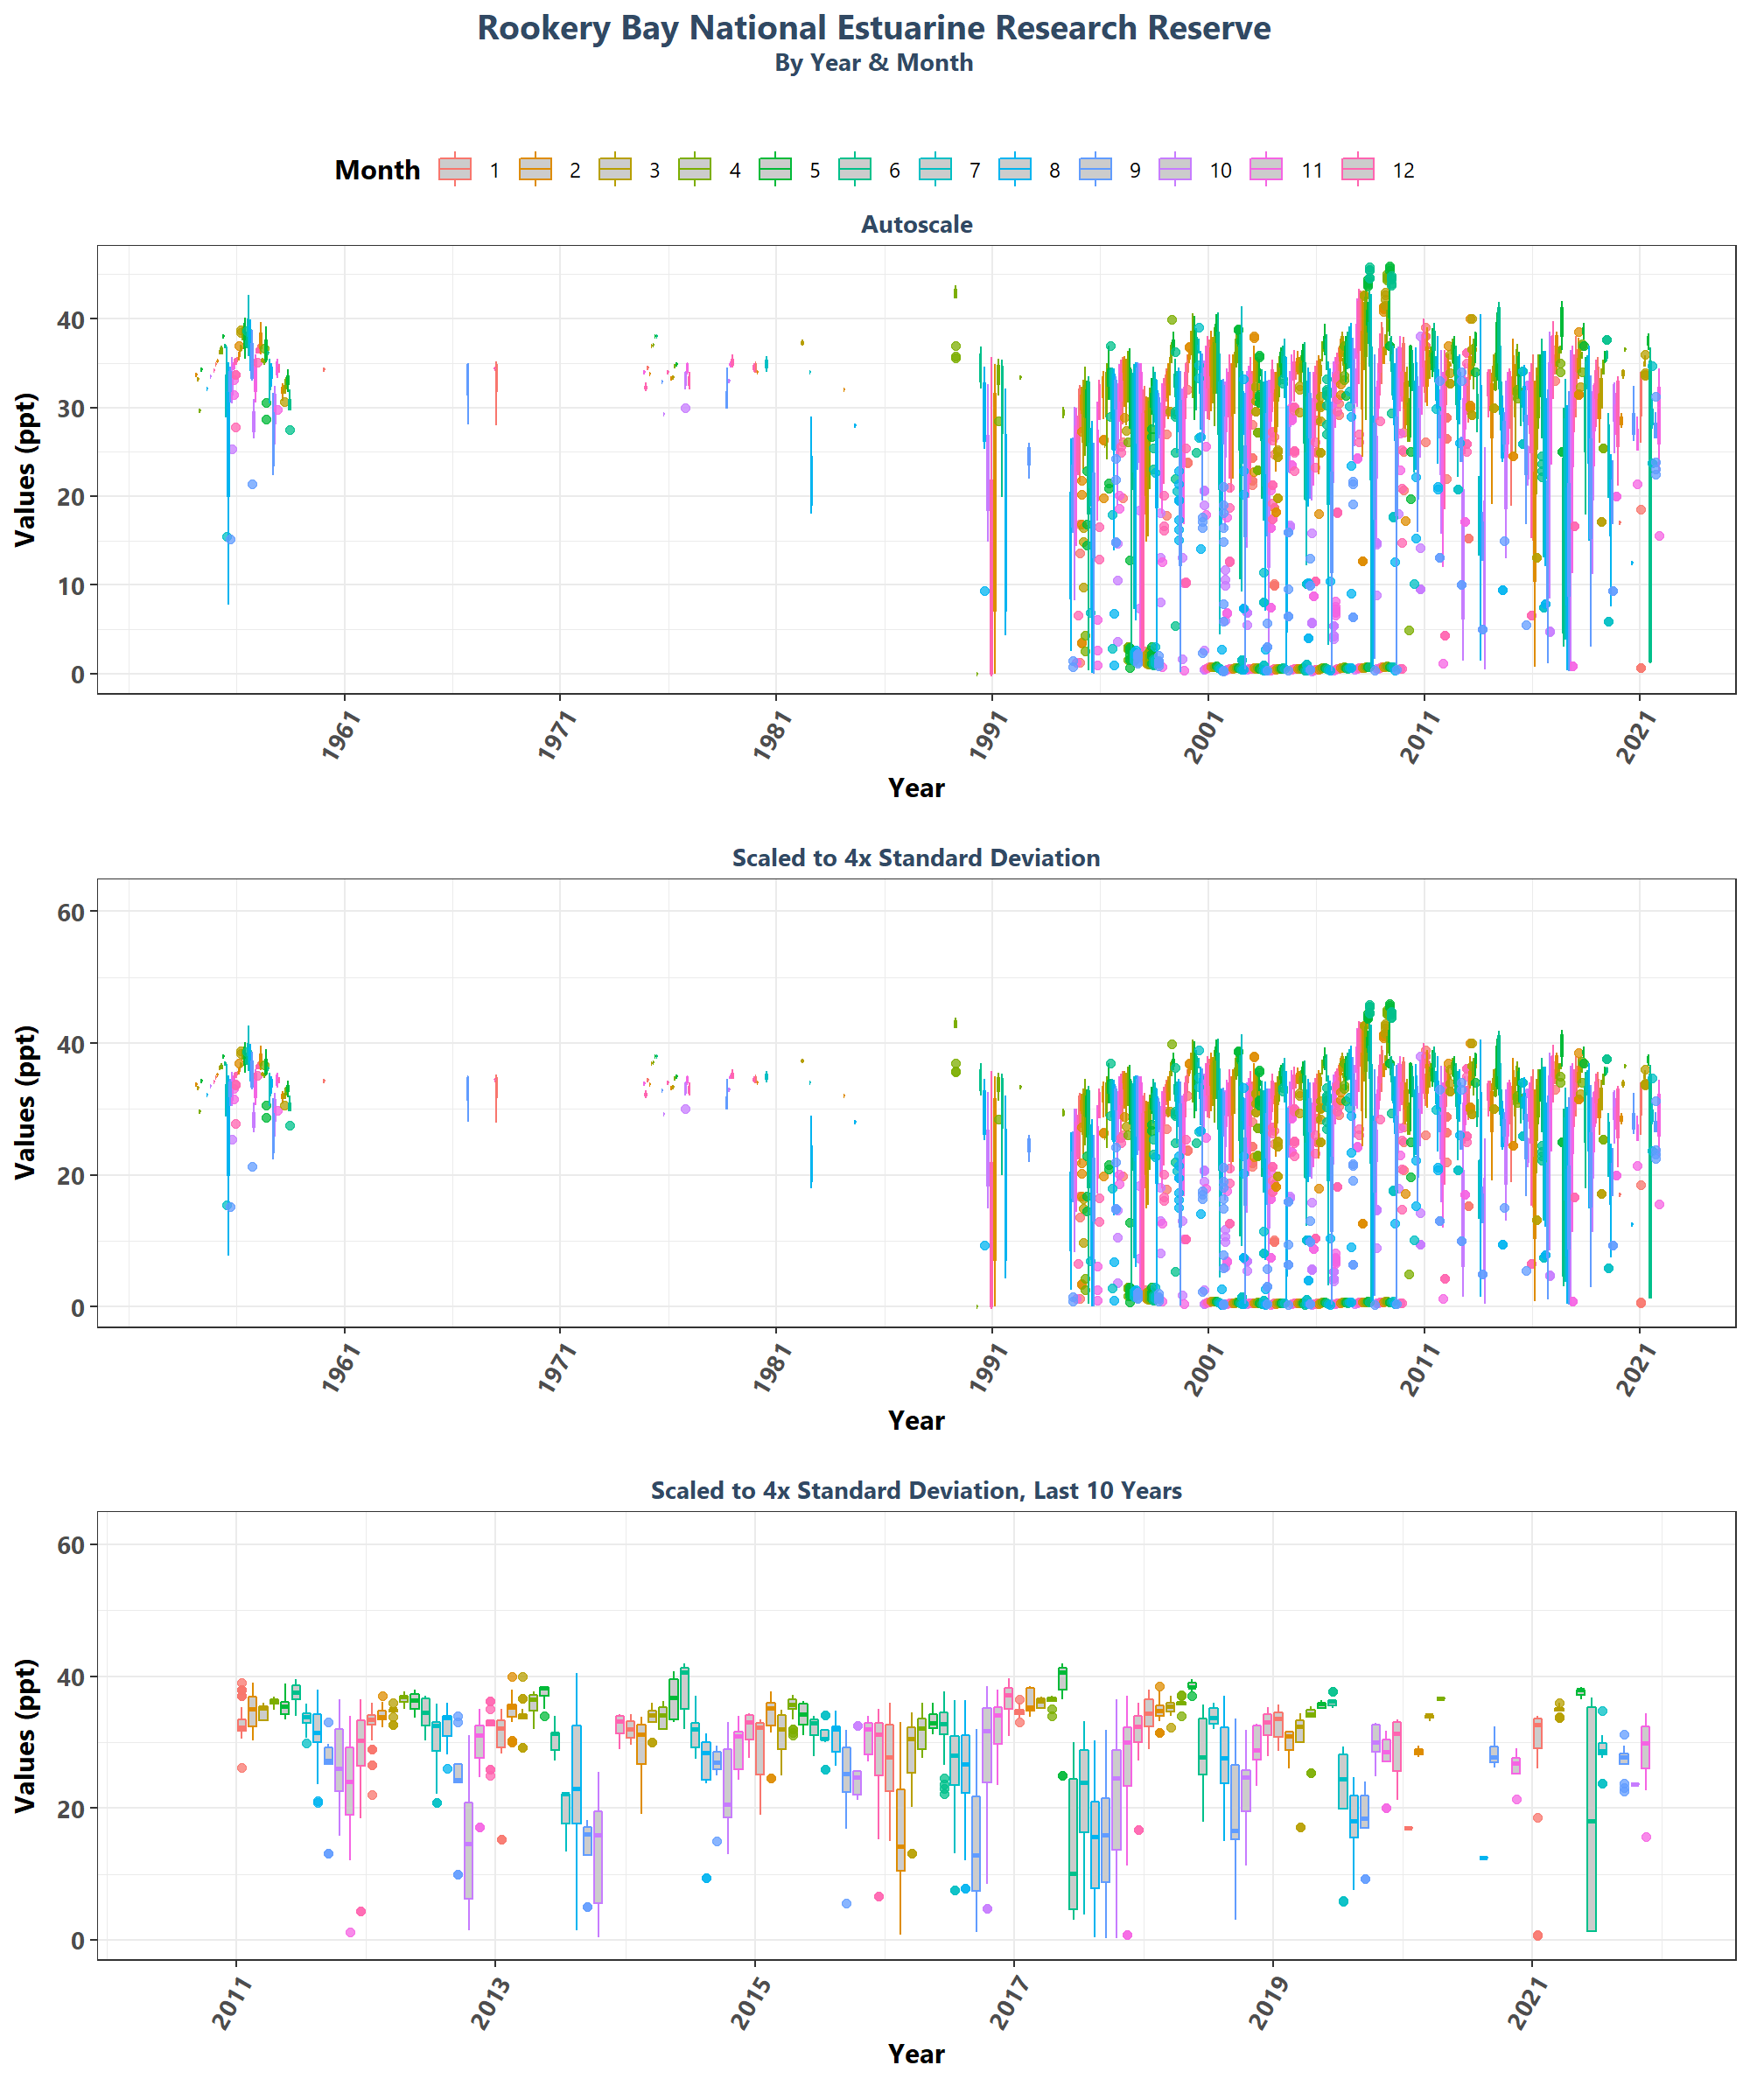 Rookery Bay National Estuarine Research Reserve
By Year & Month
Month 1 2 3 4 5 6 7 8 9 10 11 12
Autoscale
Values (ppt)
40
30
20
10
0
1961 1971 1981 1991 2001 2011 2021
Year
Scaled to 4x Standard Deviation
Values (ppt)
60
40
20
0
1961 1971 1981 1991 2001 2011 2021
Year
Scaled to 4x Standard Deviation, Last 10 Years
Values (ppt)
60
40
20
0
2011 2013 2015 2017 2019 2021
Year